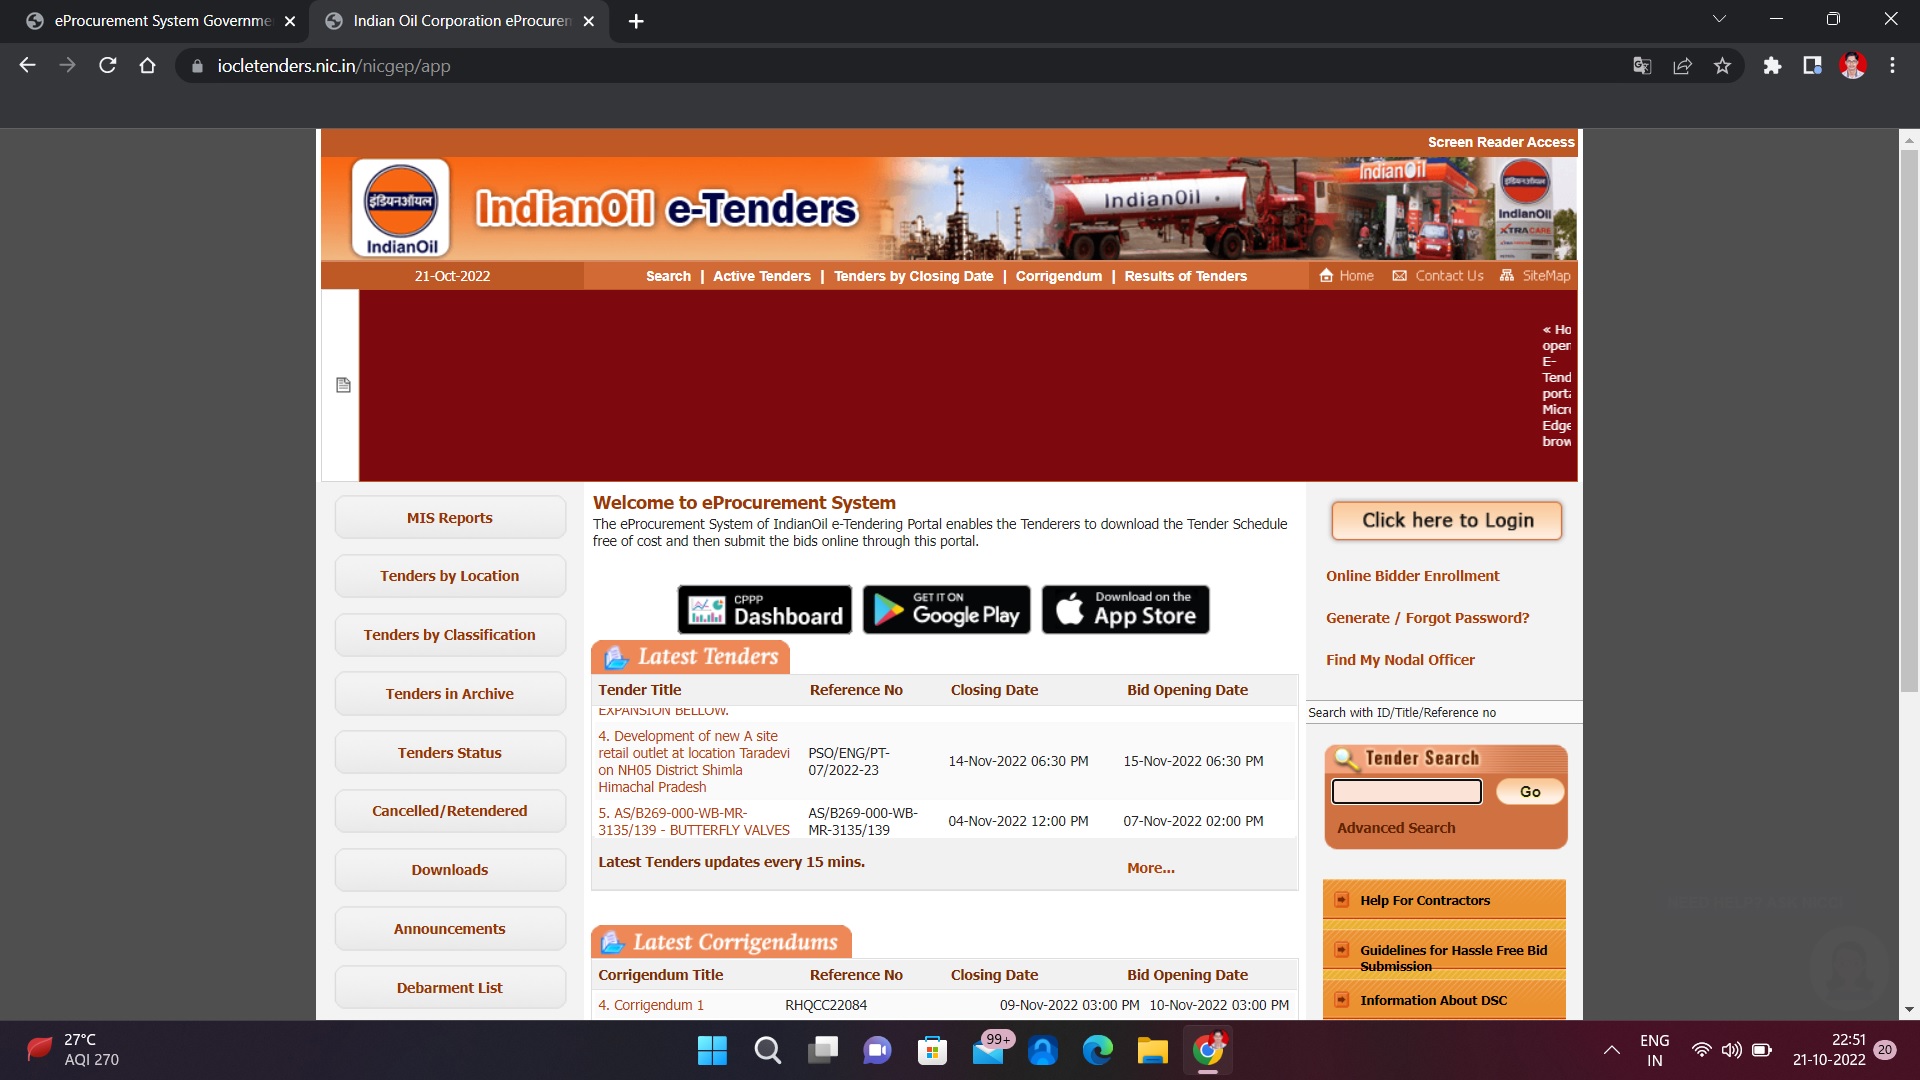 eProcurement System Governme
Indian Oil Corporation eProcurem
iocletenders.nic.in/nicgep/app
Screen Reader Access
इंडियनऑयल
IndianOil
IndianOil e-Tenders
IndianOil
IndianOil
इंडियनऑयल
IndianOil
XTRACARE
21-Oct-2022
Search | Active Tenders | Tenders by Closing Date | Corrigendum | Results of Tenders
Home
Contact Us
SiteMap
« Ho
open
E-
Tend
porta
Micro
Edge
brow
MIS Reports
Tenders by Location
Tenders by Classification
Tenders in Archive
Tenders Status
Cancelled/Retendered
Downloads
Announcements
Debarment List
Welcome to eProcurement System
The eProcurement System of IndianOil e-Tendering Portal enables the Tenderers to download the Tender Schedule
free of cost and then submit the bids online through this portal.
CPPP
Dashboard
GET IT ON
Google Play
Download on the
App Store
Latest Tenders
Tender Title Reference No Closing Date Bid Opening Date
EXPANSION BELLOW.
4. Development of new A site
retail outlet at location Taradevi
on NH05 District Shimla
Himachal Pradesh
PSO/ENG/PT-
07/2022-23
14-Nov-2022 06:30 PM
15-Nov-2022 06:30 PM
5. AS/B269-000-WB-MR-
3135/139 - BUTTERFLY VALVES
AS/B269-000-WB-
MR-3135/139
04-Nov-2022 12:00 PM
07-Nov-2022 02:00 PM
Latest Tenders updates every 15 mins.
More...
Latest Corrigendums
Corrigendum Title Reference No Closing Date Bid Opening Date
4. Corrigendum 1 RHQCC22084 09-Nov-2022 03:00 PM 10-Nov-2022 03:00 PM
Click here to Login
Online Bidder Enrollment
Generate / Forgot Password?
Find My Nodal Officer
Search with ID/Title/Reference no
Tender Search
Go
Advanced Search
Help For Contractors
Guidelines for Hassle Free Bid
Submission
Information About DSC
27°C
AQI 270
99+
ENG
IN
22:51
21-10-2022
20